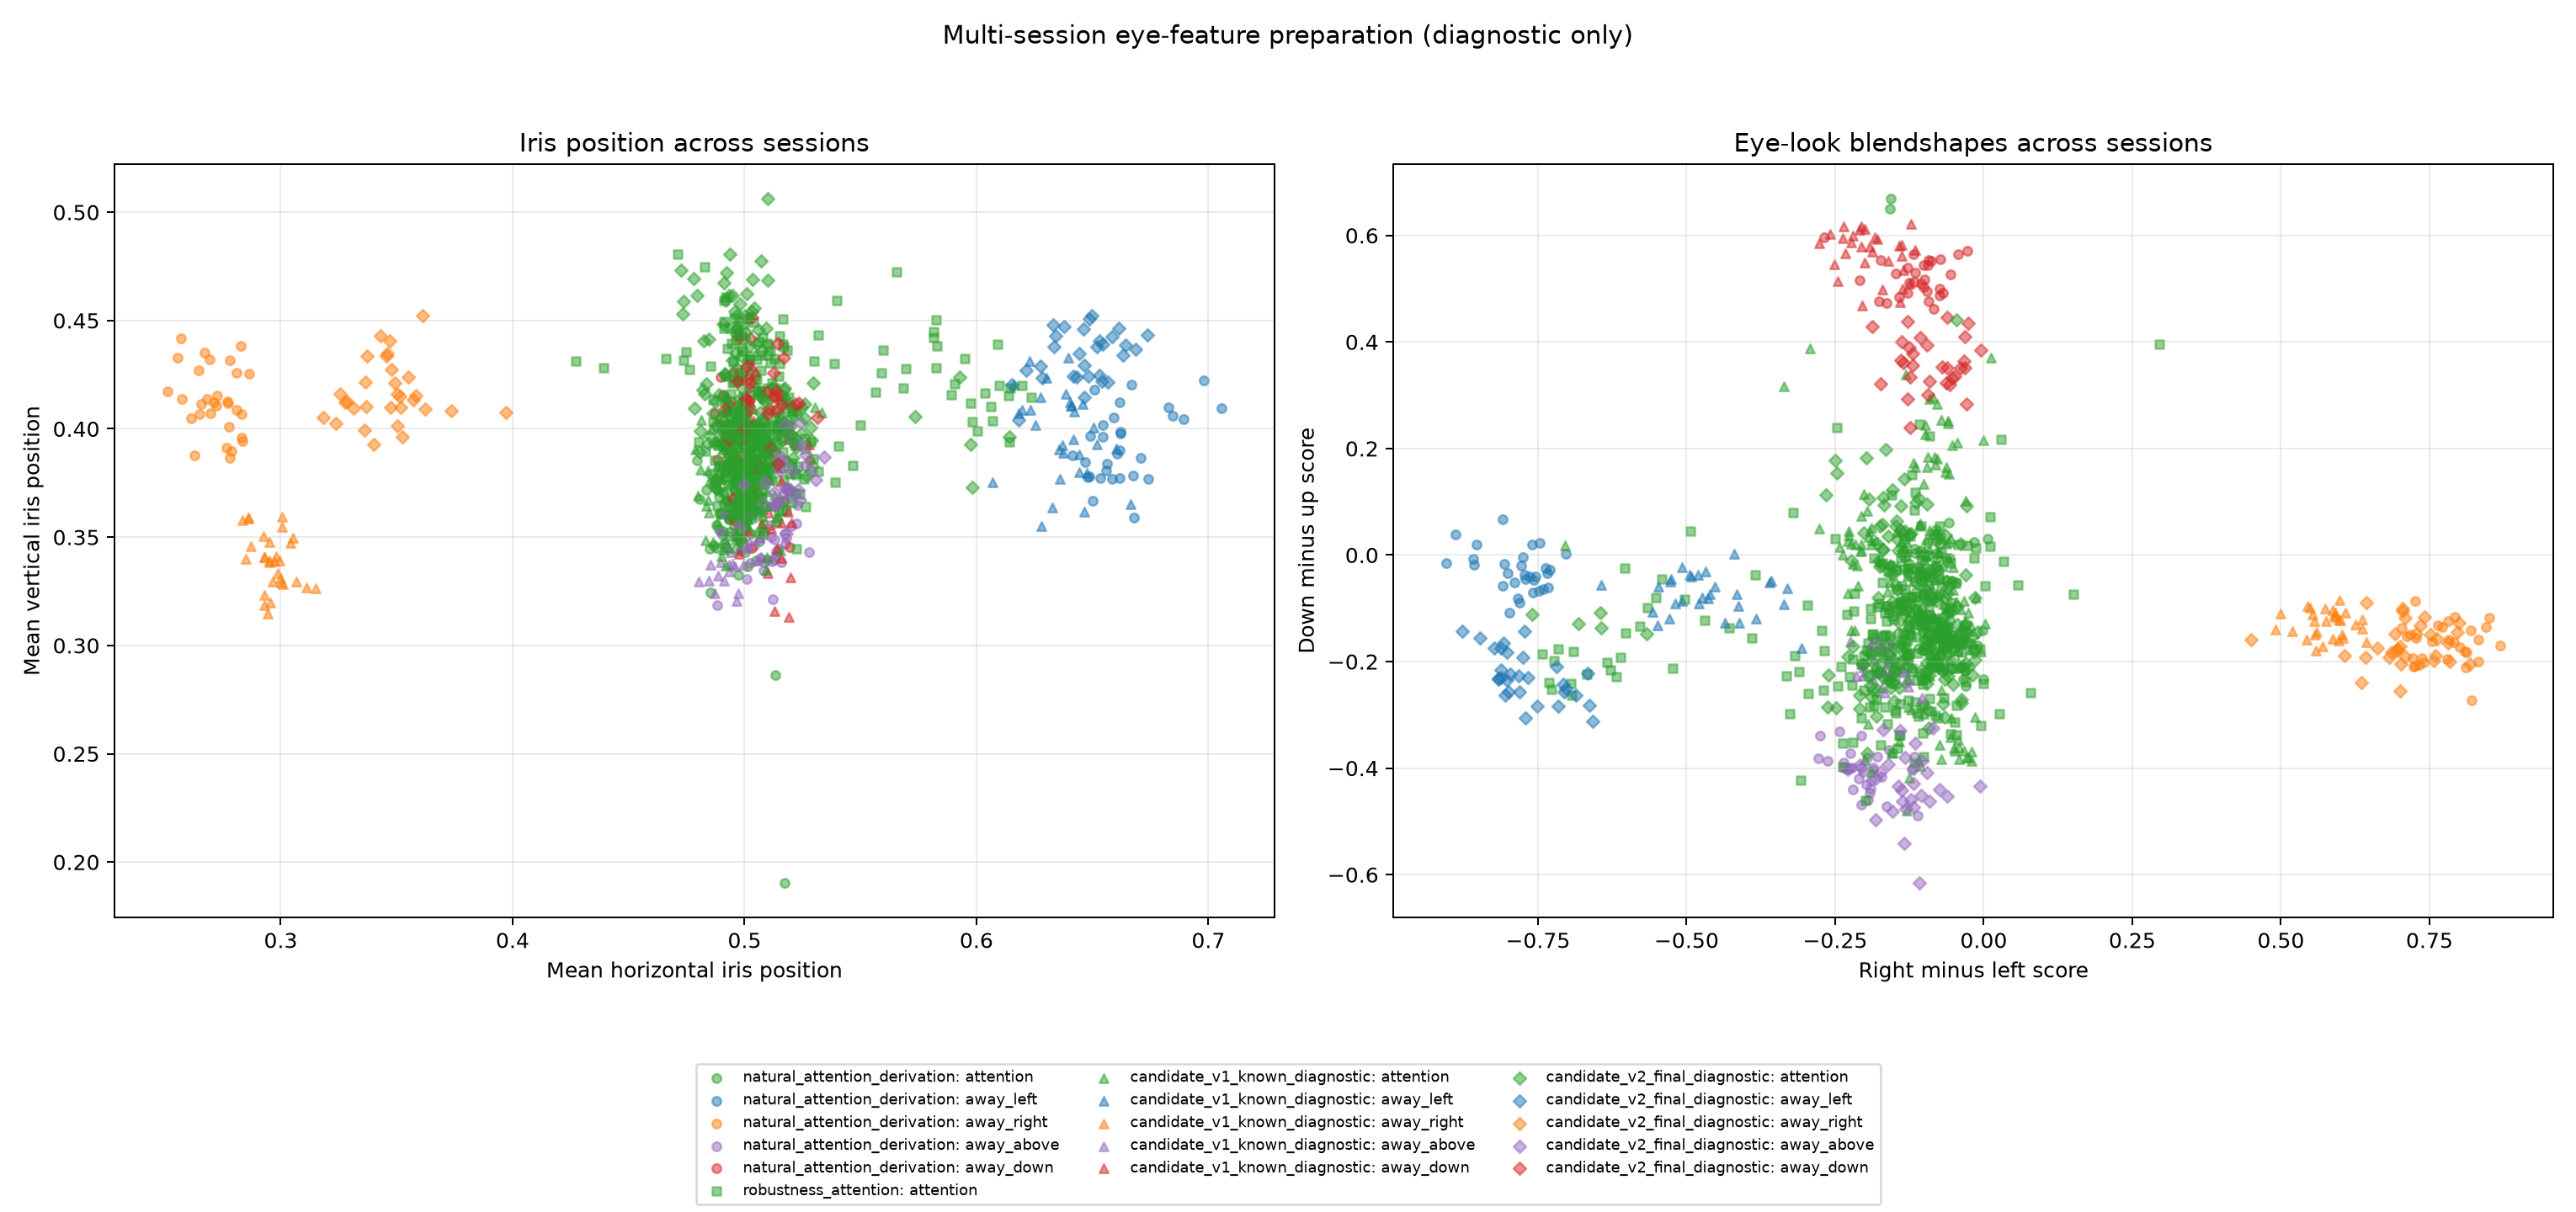 Multi-session eye-feature preparation (diagnostic only)
Iris position across sessions
Mean vertical iris position
0.50
0.45
0.40
0.35
0.30
0.25
0.20
0.3 0.4 0.5 0.6 0.7
Mean horizontal iris position
Eye-look blendshapes across sessions
Down minus up score
0.6
0.4
0.2
0.0
−0.2
−0.4
−0.6
−0.75 −0.50 −0.25 0.00 0.25 0.50 0.75
Right minus left score
natural_attention_derivation: attention
natural_attention_derivation: away_left
natural_attention_derivation: away_right
natural_attention_derivation: away_above
natural_attention_derivation: away_down
robustness_attention: attention
candidate_v1_known_diagnostic: attention
candidate_v1_known_diagnostic: away_left
candidate_v1_known_diagnostic: away_right
candidate_v1_known_diagnostic: away_above
candidate_v1_known_diagnostic: away_down
candidate_v2_final_diagnostic: attention
candidate_v2_final_diagnostic: away_left
candidate_v2_final_diagnostic: away_right
candidate_v2_final_diagnostic: away_above
candidate_v2_final_diagnostic: away_down